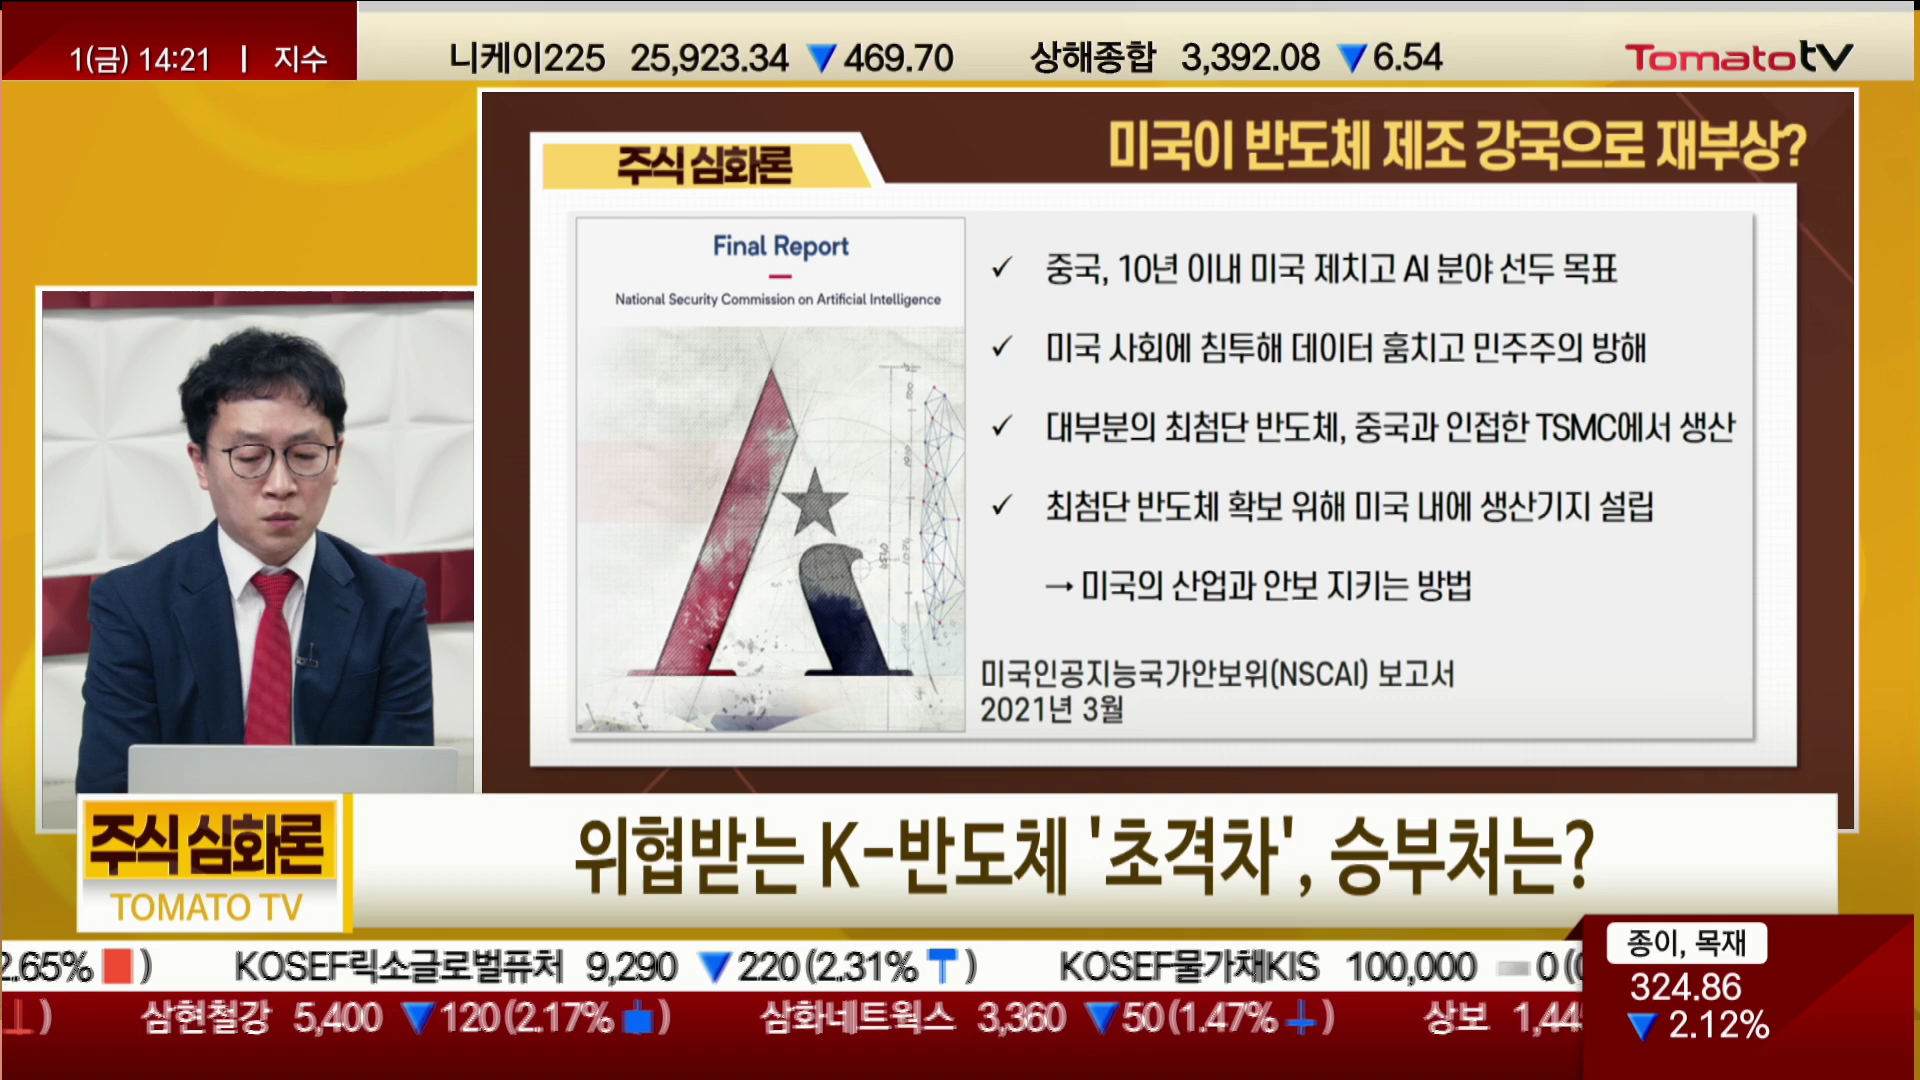 1(금) 14:21 | 지수
니케이225 25,923.34 ▼469.70 상해종합 3,392.08 ▼6.54
Tomatotv
주식 심화론
미국이 반도체 제조 강국으로 재부상?
Final Report
National Security Commission on Artificial Intelligence
✓ 중국, 10년 이내 미국 제치고 AI 분야 선두 목표
✓ 미국 사회에 침투해 데이터 훔치고 민주주의 방해
✓ 대부분의 최첨단 반도체, 중국과 인접한 TSMC에서 생산
✓ 최첨단 반도체 확보 위해 미국 내에 생산기지 설립
→ 미국의 산업과 안보 지키는 방법
미국인공지능국가안보위(NSCAI) 보고서
2021년 3월
주식 심화론
TOMATO TV
위협받는 K-반도체 '초격차', 승부처는?
2.65% ) KOSEF릭소글로벌퓨처 9,290 ▼220(2.31% ) KOSEF물가채KIS 100,000 0(
) 삼현철강 5,400 ▼120(2.17% ) 삼화네트웍스 3,360 ▼50(1.47% ) 상보 1,44
종이, 목재
324.86
▼ 2.12%